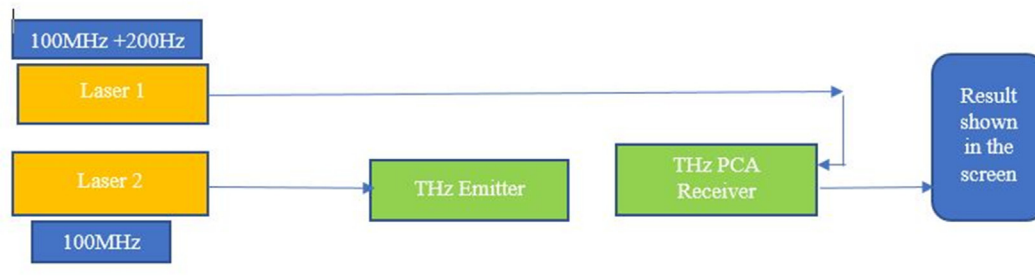 100MHz +200Hz
Laser 1
Laser 2
100MHz
THz Emitter
THz PCA
Receiver
Result
shown
in the
screen